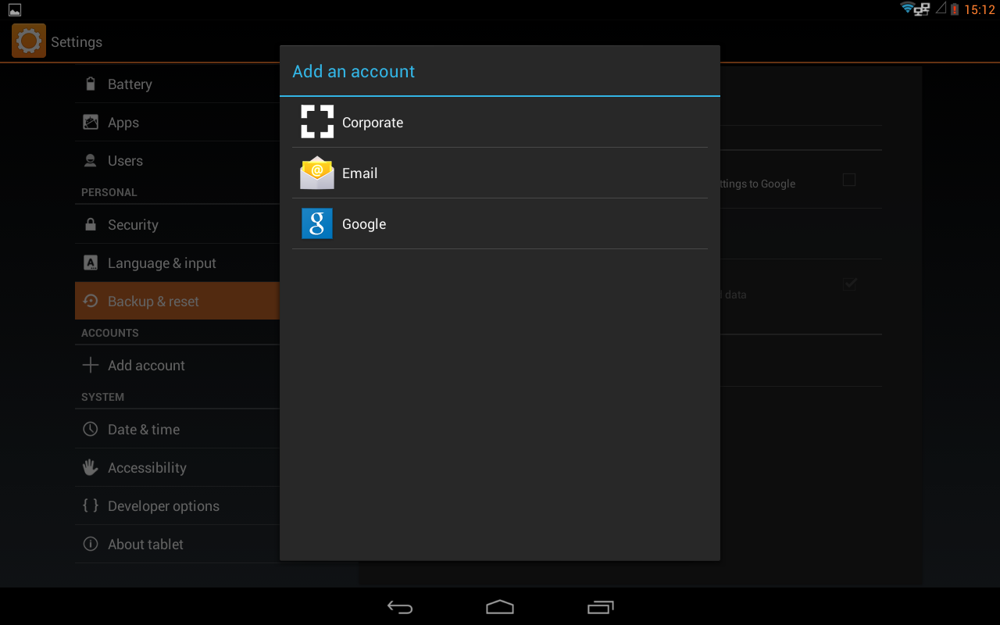 15:12
Settings
Add an account
Corporate
Email
Google
Battery
Apps
Users
PERSONAL
Security
Language & input
Backup & reset
ACCOUNTS
Add account
SYSTEM
Date & time
Accessibility
Developer options
About tablet
to Google
data